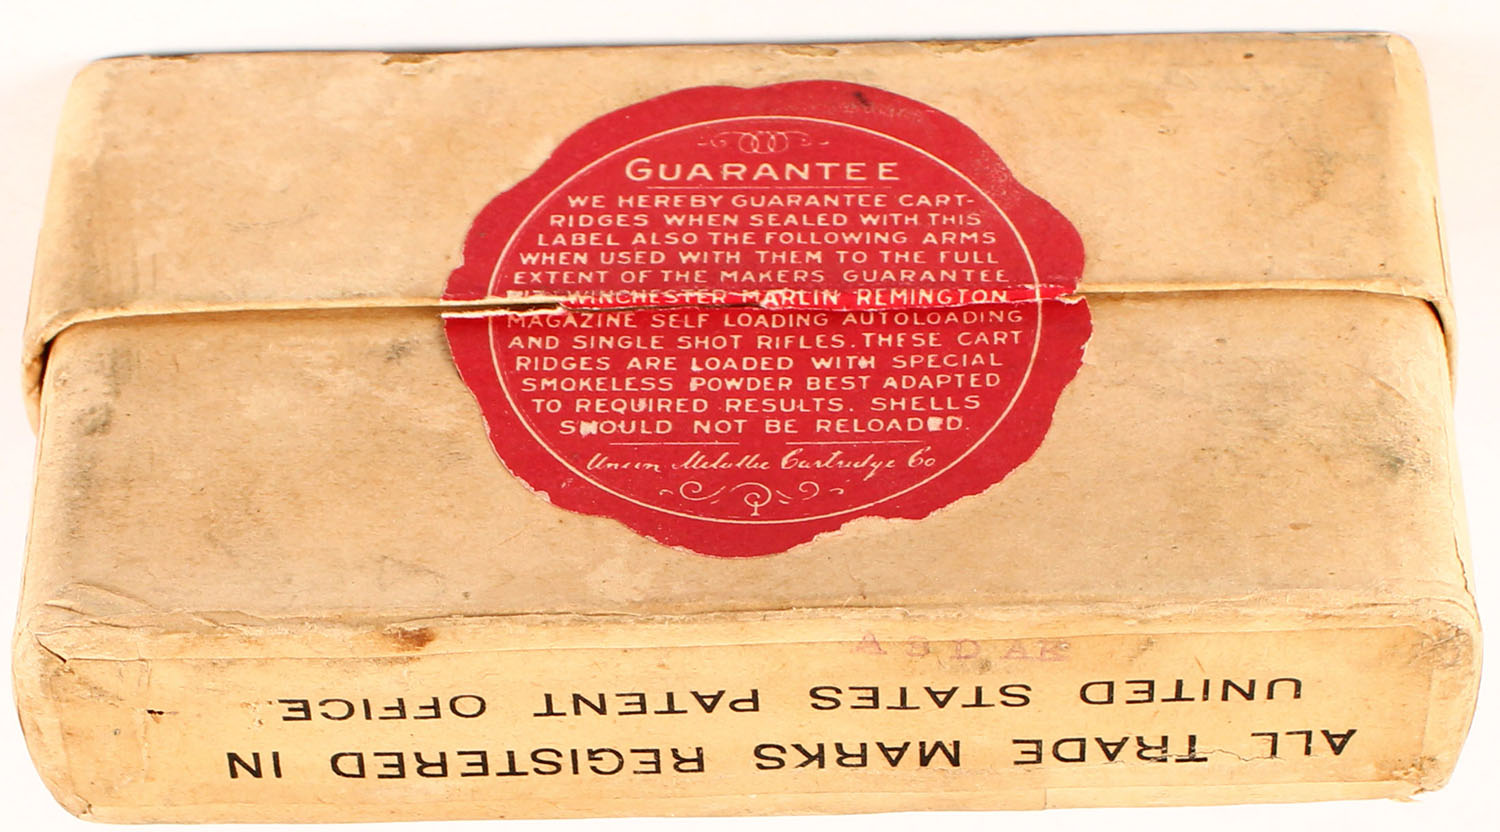 GUARANTEE
WE HEREBY GUARANTEE CART-
RIDGES WHEN SEALED WITH THIS
LABEL ALSO THE FOLLOWING ARMS
WHEN USED WITH THEM TO THE FULL
EXTENT OF THE MAKERS GUARANTEE
WINCHESTER MARLIN REMINGTON
MAGAZINE SELF LOADING AUTOLOADING
AND SINGLE SHOT RIFLES. THESE CART
RIDGES ARE LOADED WITH SPECIAL
SMOKELESS POWDER BEST ADAPTED
TO REQUIRED RESULTS. SHELLS
SHOULD NOT BE RELOADED.
Union Metallic Cartridge Co
ALL TRADE MARKS REGISTERED IN
UNITED STATES PATENT OFFICE.